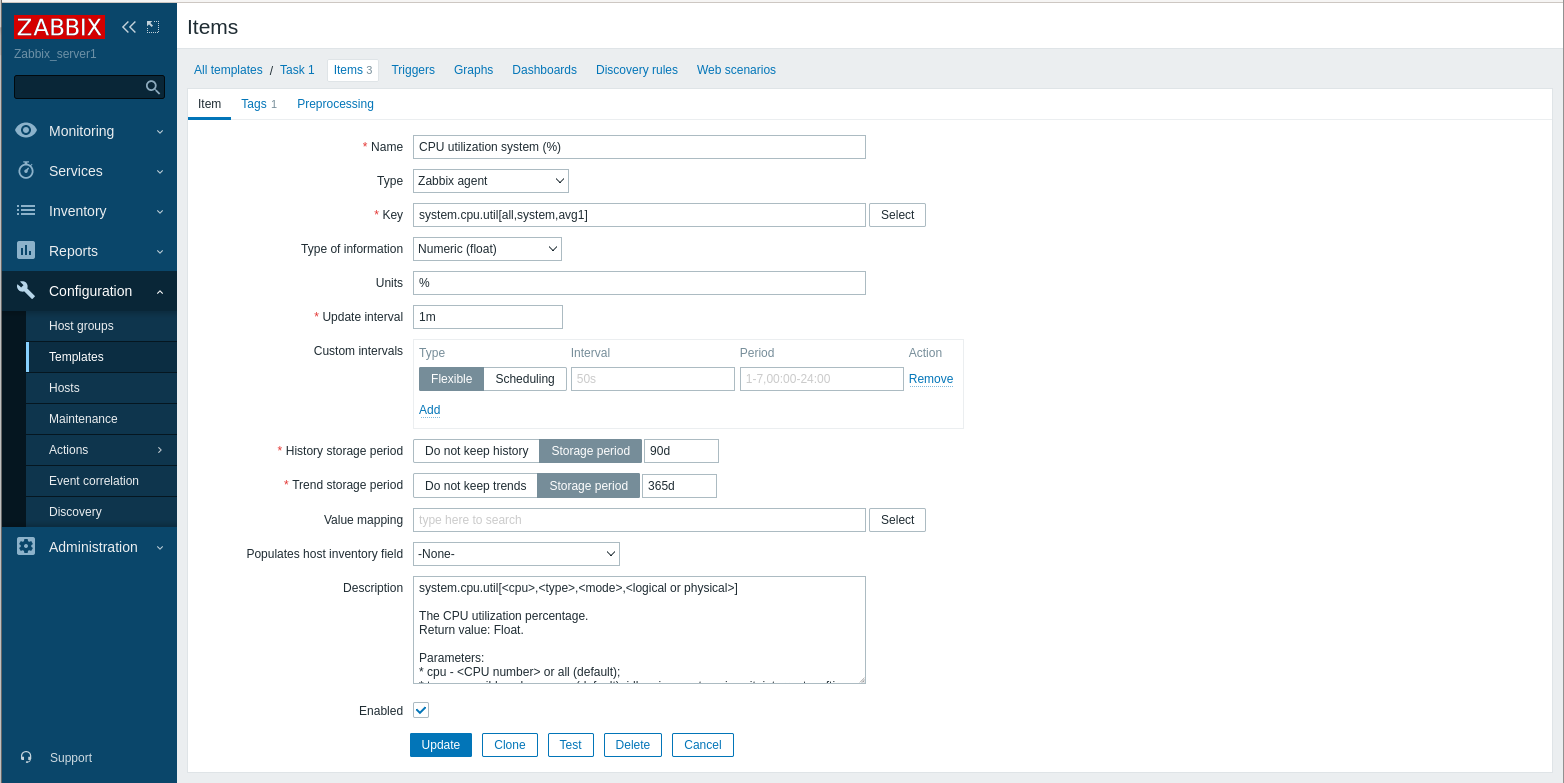 ZABBIX
Zabbix_server1
Monitoring
Services
Inventory
Reports
Configuration
Host groups
Templates
Hosts
Maintenance
Actions
Event correlation
Discovery
Administration
Support
Items
All templates / Task 1 Items 3 Triggers Graphs Dashboards Discovery rules Web scenarios
Item Tags 1 Preprocessing
* Name CPU utilization system (%)
Type Zabbix agent
* Key system.cpu.util[all,system,avg1] Select
Type of information Numeric (float)
Units %
* Update interval 1m
Custom intervals Type Interval Period Action
Flexible Scheduling 50s 1-7,00:00-24:00 Remove
Add
* History storage period Do not keep history Storage period 90d
* Trend storage period Do not keep trends Storage period 365d
Value mapping type here to search Select
Populates host inventory field -None-
Description system.cpu.util[<cpu>,<type>,<mode>,<logical or physical>]
The CPU utilization percentage.
Return value: Float.
Parameters:
* cpu - <CPU number> or all (default);
Enabled
Update Clone Test Delete Cancel